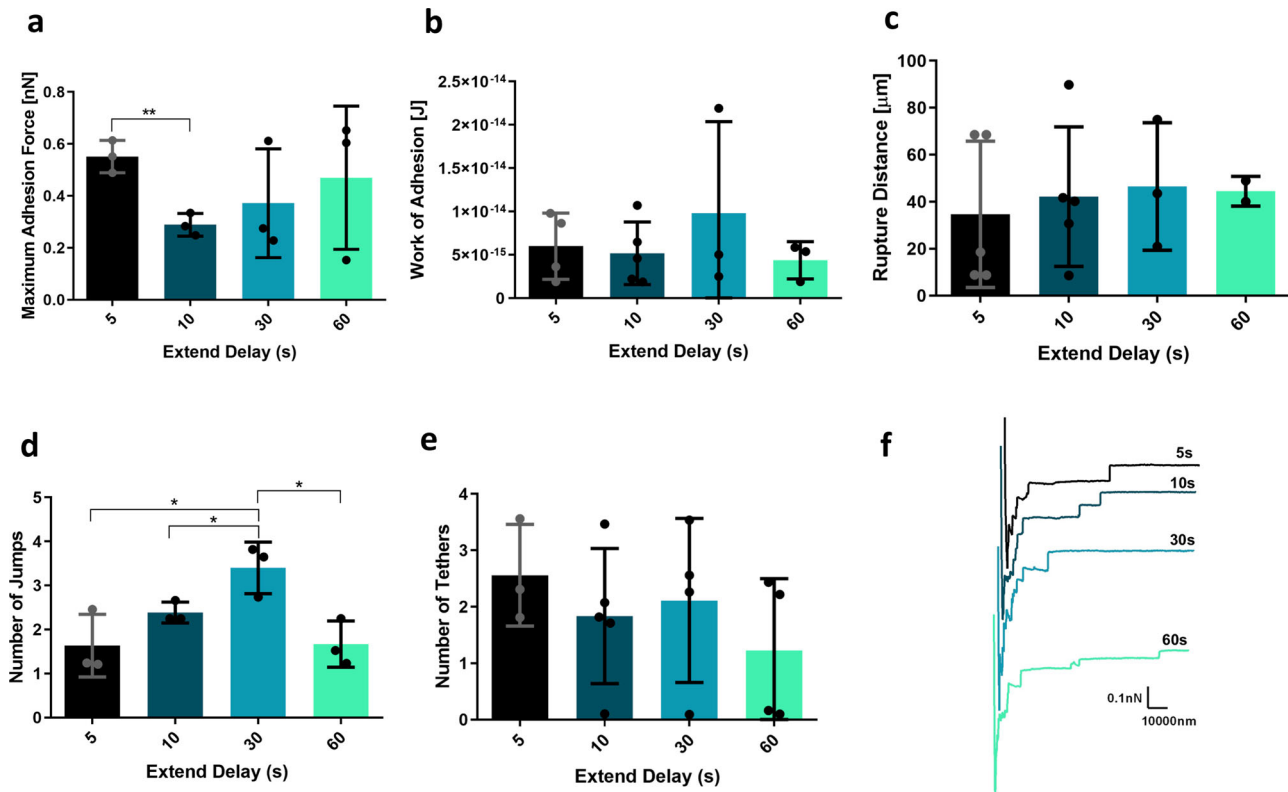 a
Maximum Adhesion Force [nN]
0.8
0.6
0.4
0.2
0.0
**
5
10
30
60
Extend Delay (s)
b
Work of Adhesion [J]
2.5×10-14
2×10-14
1.5×10-14
1×10-14
5×10-15
0
5
10
30
60
Extend Delay (s)
c
Rupture Distance [μm]
100
80
60
40
20
0
5
10
30
60
Extend Delay (s)
d
Number of Jumps
5
4
3
2
1
0
*
*
*
5
10
30
60
Extend Delay (s)
e
Number of Tethers
4
3
2
1
0
5
10
30
60
Extend Delay (s)
f
5s
10s
30s
60s
0.1nN
10000nm